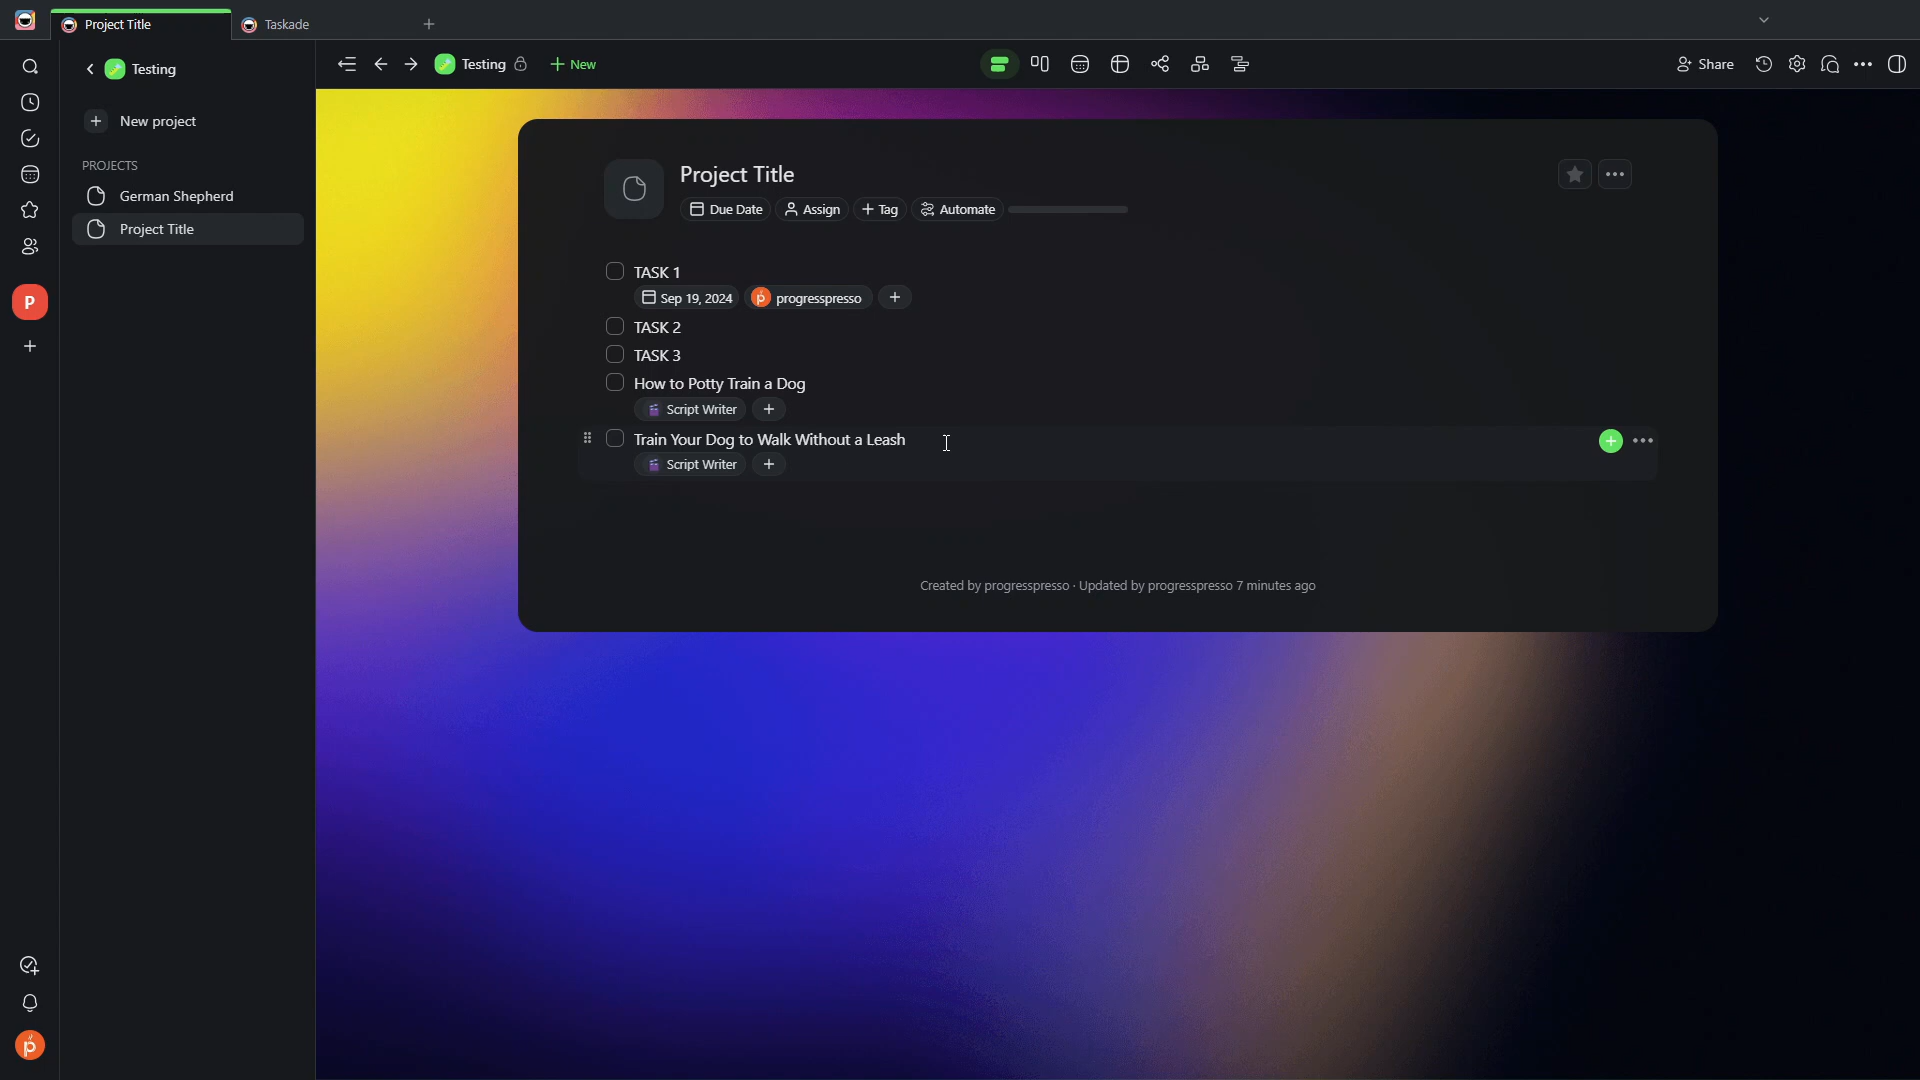 Project Title
Taskade
Testing
Testing
New
Share
New project
PROJECTS
German Shepherd
Project Title
Project Title
Due Date
Assign
Tag
Automate
TASK 1
Sep 19, 2024
progresspresso
TASK 2
TASK 3
How to Potty Train a Dog
Script Writer
Train Your Dog to Walk Without a Leash
Script Writer
P
Created by progresspresso · Updated by progresspresso 7 minutes ago